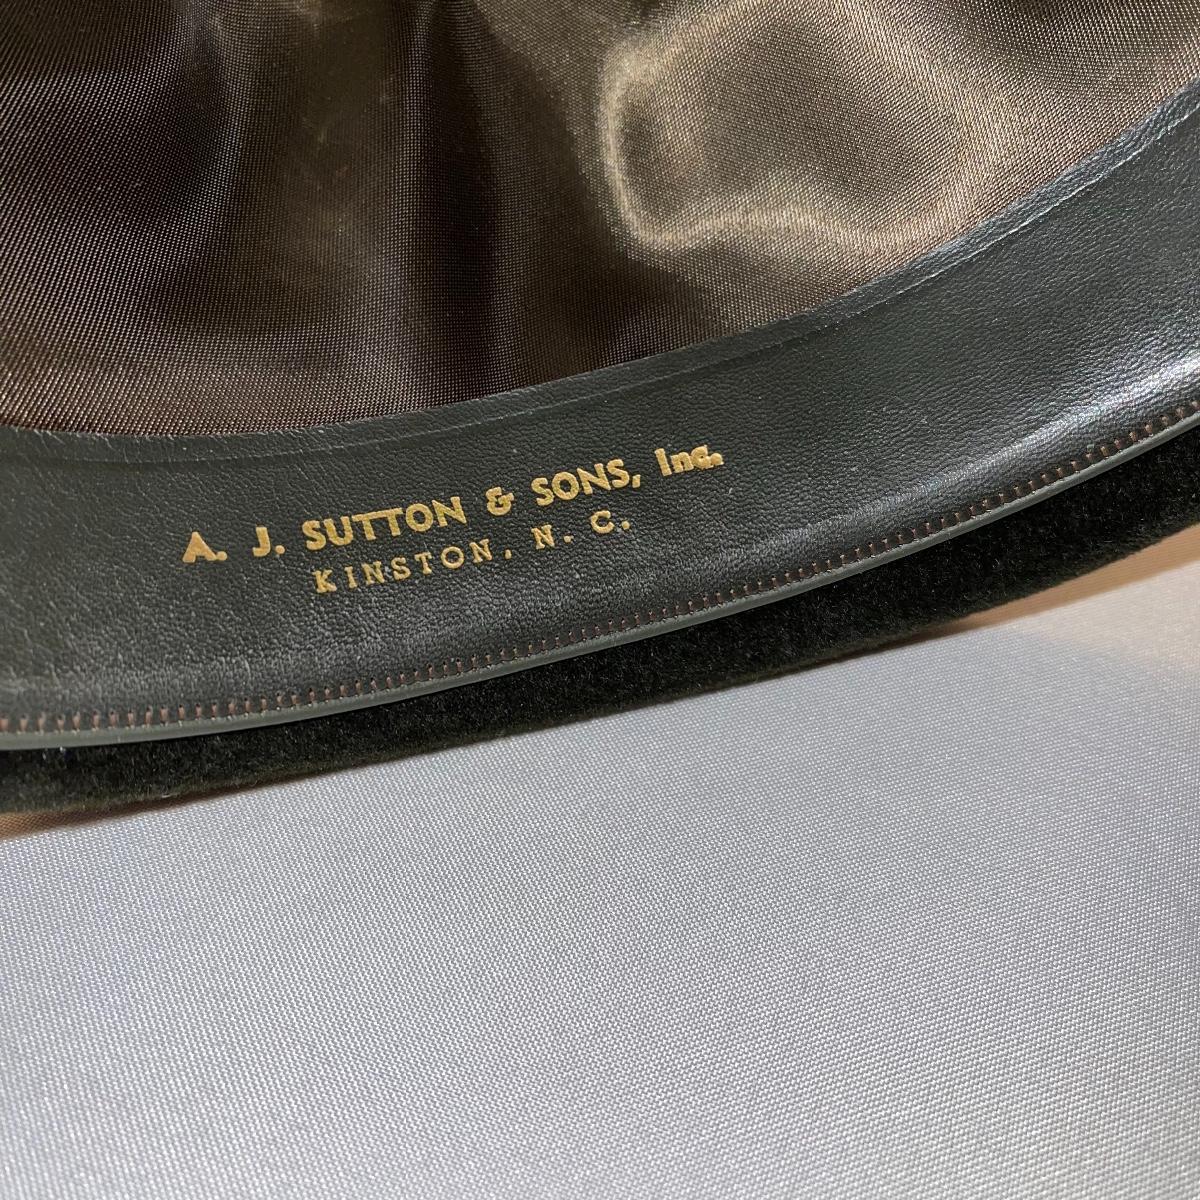 A. J. SUTTON & SONS, Inc.
KINSTON, N. C.